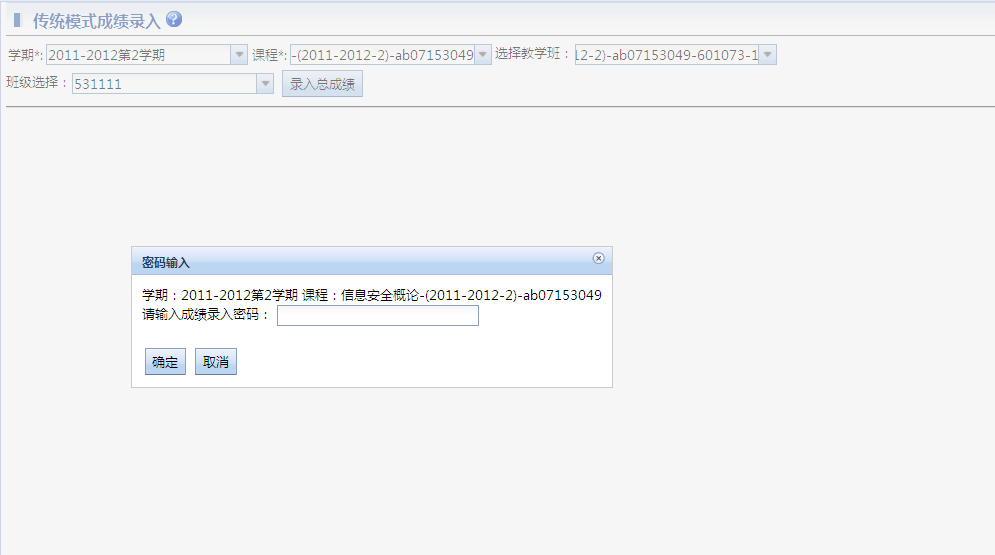 传统模式成绩录入 ?
学期*: 2011-2012第2学期 课程*: -(2011-2012-2)-ab07153049 选择教学班： 12-2)-ab07153049-601073-1
班级选择： 531111 录入总成绩
密码输入
学期：2011-2012第2学期 课程：信息安全概论-(2011-2012-2)-ab07153049
请输入成绩录入密码：
确定 取消